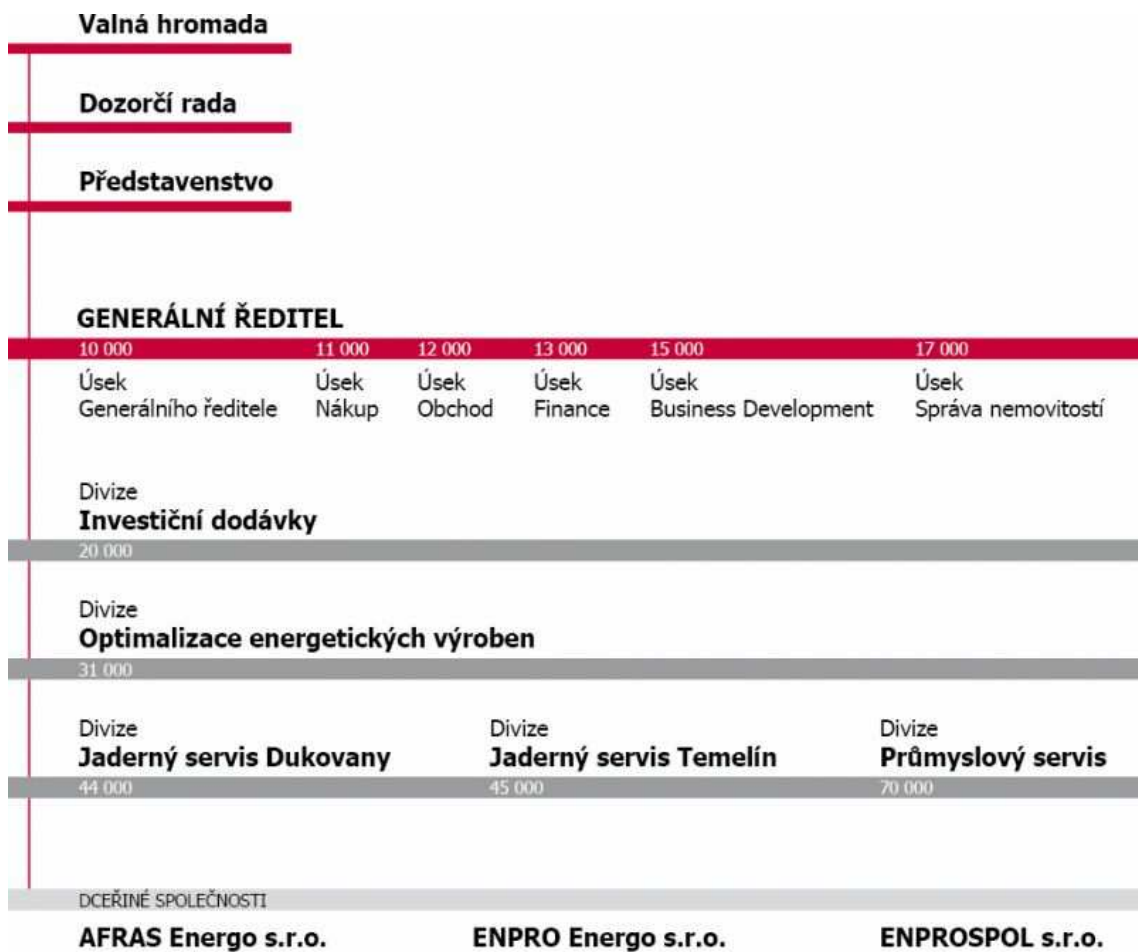 Valná hromada
Dozorčí rada
Představenstvo
GENERÁLNÍ ŘEDITEL
10 000 11 000 12 000 13 000 15 000 17 000
Úsek Úsek Úsek Úsek Úsek Úsek
Generálního ředitele Nákup Obchod Finance Business Development Správa nemovitostí
Divize
Investiční dodávky
20 000
Divize
Optimalizace energetických výroben
31 000
Divize Divize Divize
Jaderný servis Dukovany Jaderný servis Temelín Průmyslový servis
44 000 45 000 70 000
DCEŘINÉ SPOLEČNOSTI
AFRAS Energo s.r.o. ENPRO Energo s.r.o. ENPROSPOL s.r.o.